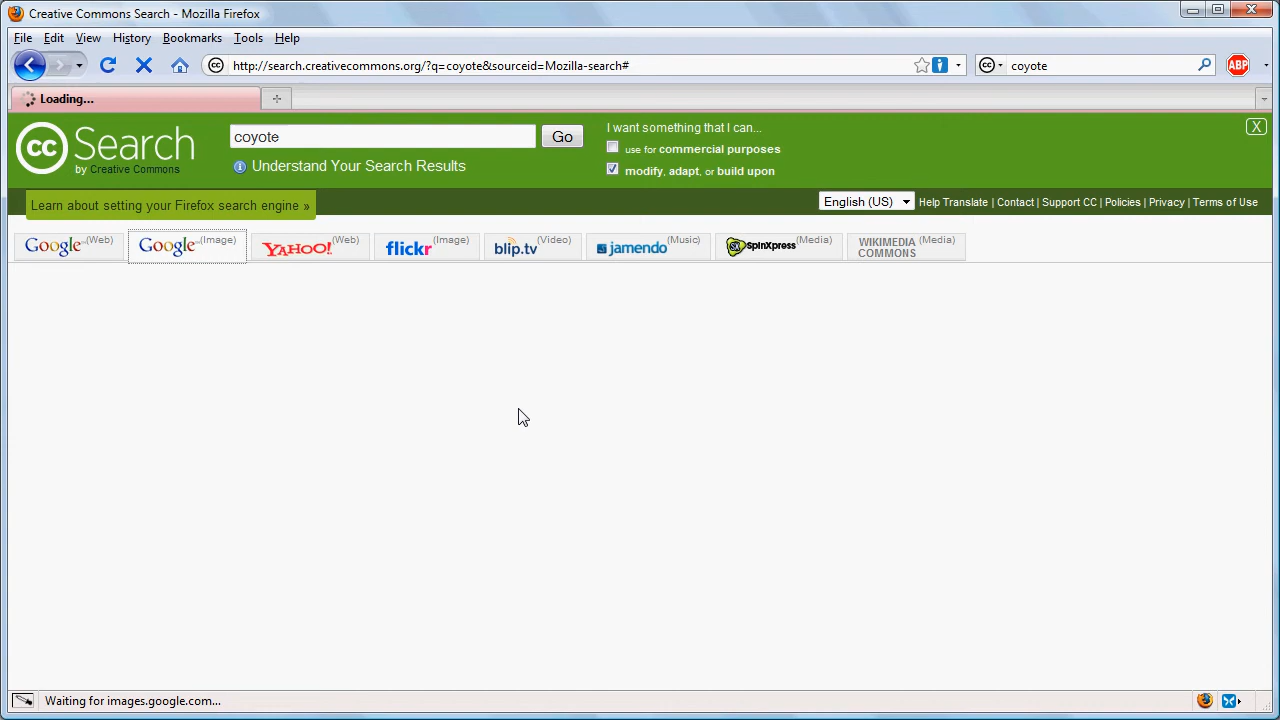 Creative Commons Search - Mozilla Firefox
File Edit View History Bookmarks Tools Help
http://search.creativecommons.org/?q=coyote&sourceid=Mozilla-search#
coyote
ABP
Loading...
cc Search
by Creative Commons
coyote
Go
Understand Your Search Results
I want something that I can...
use for commercial purposes
modify, adapt, or build upon
X
Learn about setting your Firefox search engine »
English (US) Help Translate | Contact | Support CC | Policies | Privacy | Terms of Use
Google (Web) Google (Image) YAHOO! (Web) flickr (Image) blip.tv (Video) jamendo (Music) SpinXpress (Media) WIKIMEDIA COMMONS (Media)
Waiting for images.google.com...